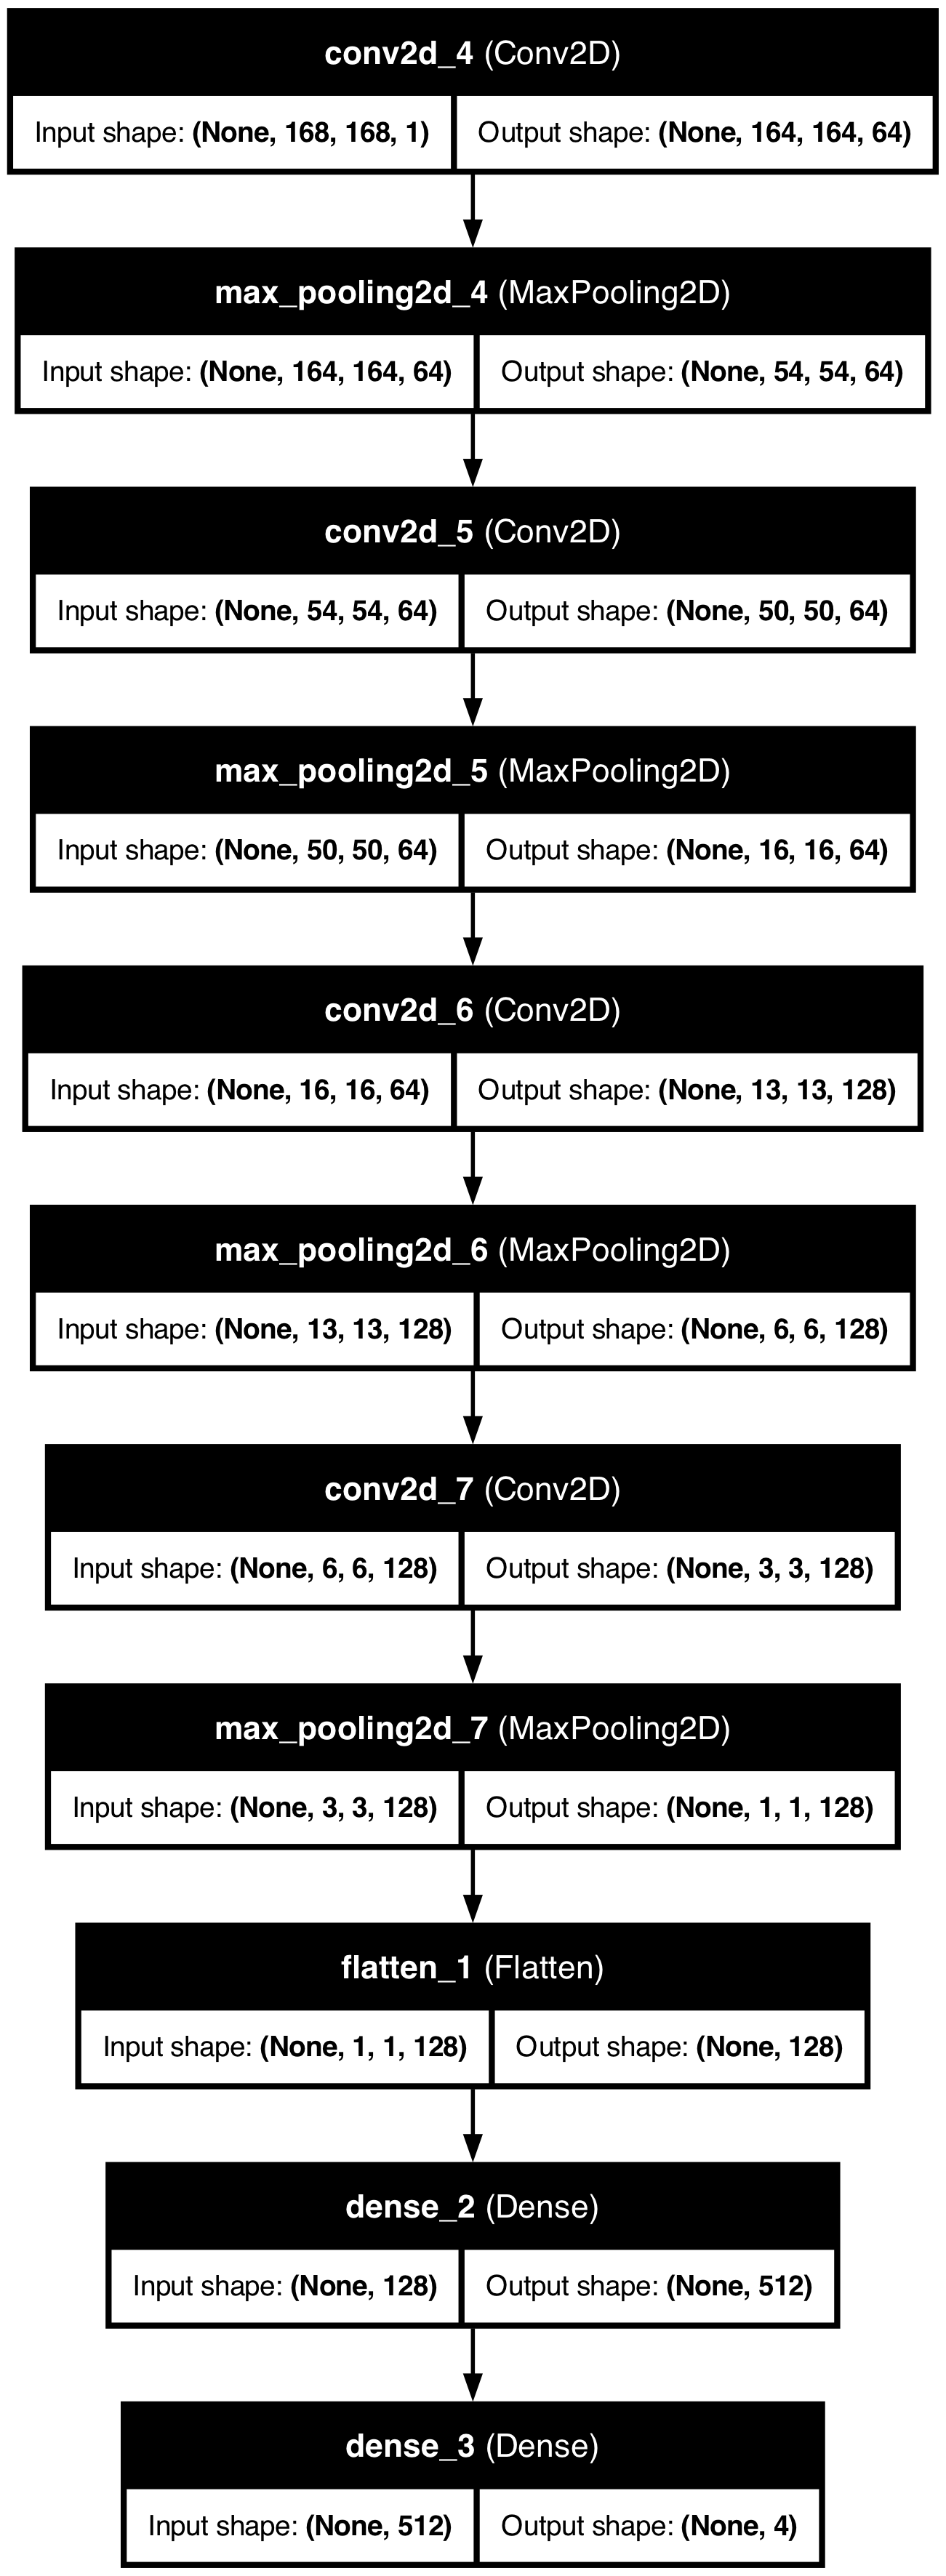 conv2d_4 (Conv2D)
Input shape: (None, 168, 168, 1) Output shape: (None, 164, 164, 64)
max_pooling2d_4 (MaxPooling2D)
Input shape: (None, 164, 164, 64) Output shape: (None, 54, 54, 64)
conv2d_5 (Conv2D)
Input shape: (None, 54, 54, 64) Output shape: (None, 50, 50, 64)
max_pooling2d_5 (MaxPooling2D)
Input shape: (None, 50, 50, 64) Output shape: (None, 16, 16, 64)
conv2d_6 (Conv2D)
Input shape: (None, 16, 16, 64) Output shape: (None, 13, 13, 128)
max_pooling2d_6 (MaxPooling2D)
Input shape: (None, 13, 13, 128) Output shape: (None, 6, 6, 128)
conv2d_7 (Conv2D)
Input shape: (None, 6, 6, 128) Output shape: (None, 3, 3, 128)
max_pooling2d_7 (MaxPooling2D)
Input shape: (None, 3, 3, 128) Output shape: (None, 1, 1, 128)
flatten_1 (Flatten)
Input shape: (None, 1, 1, 128) Output shape: (None, 128)
dense_2 (Dense)
Input shape: (None, 128) Output shape: (None, 512)
dense_3 (Dense)
Input shape: (None, 512) Output shape: (None, 4)